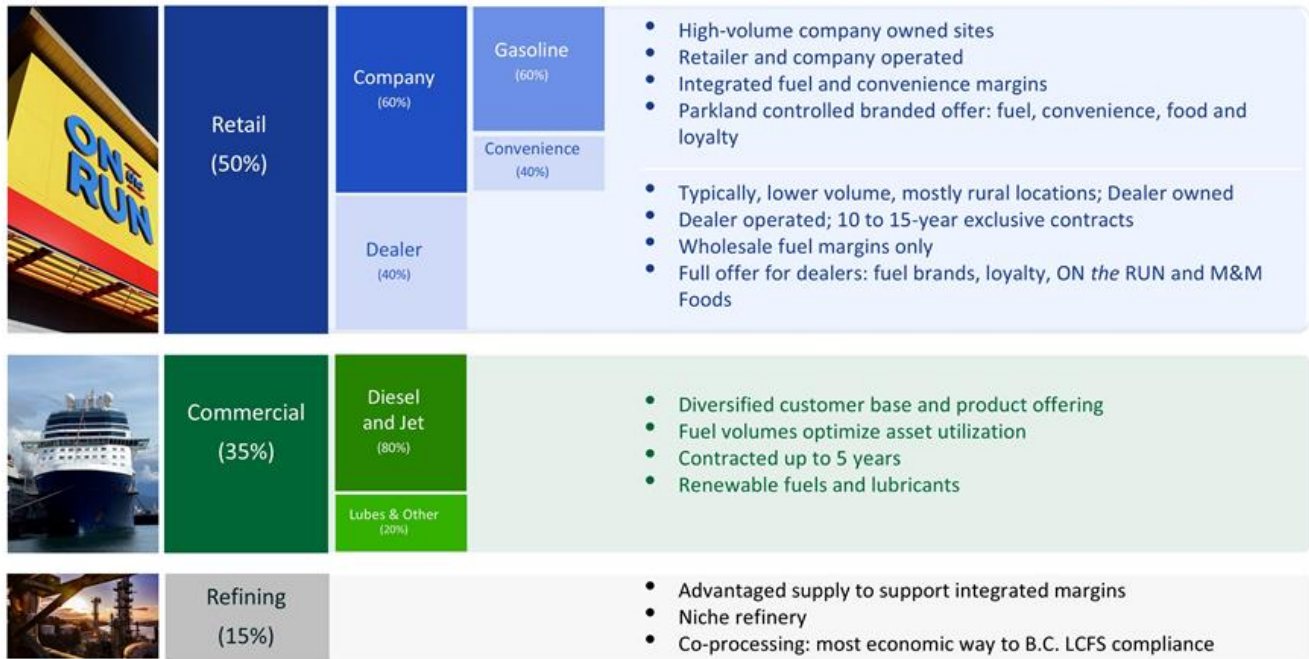 ON the
RUN
Retail
(50%)
Company
(60%)
Gasoline
(60%)
Convenience
(40%)
Dealer
(40%)
• High-volume company owned sites
• Retailer and company operated
• Integrated fuel and convenience margins
• Parkland controlled branded offer: fuel, convenience, food and
loyalty
• Typically, lower volume, mostly rural locations; Dealer owned
• Dealer operated; 10 to 15-year exclusive contracts
• Wholesale fuel margins only
• Full offer for dealers: fuel brands, loyalty, ON the RUN and M&M
Foods
Commercial
(35%)
Diesel
and Jet
(80%)
Lubes & Other
(20%)
• Diversified customer base and product offering
• Fuel volumes optimize asset utilization
• Contracted up to 5 years
• Renewable fuels and lubricants
Refining
(15%)
• Advantaged supply to support integrated margins
• Niche refinery
• Co-processing: most economic way to B.C. LCFS compliance